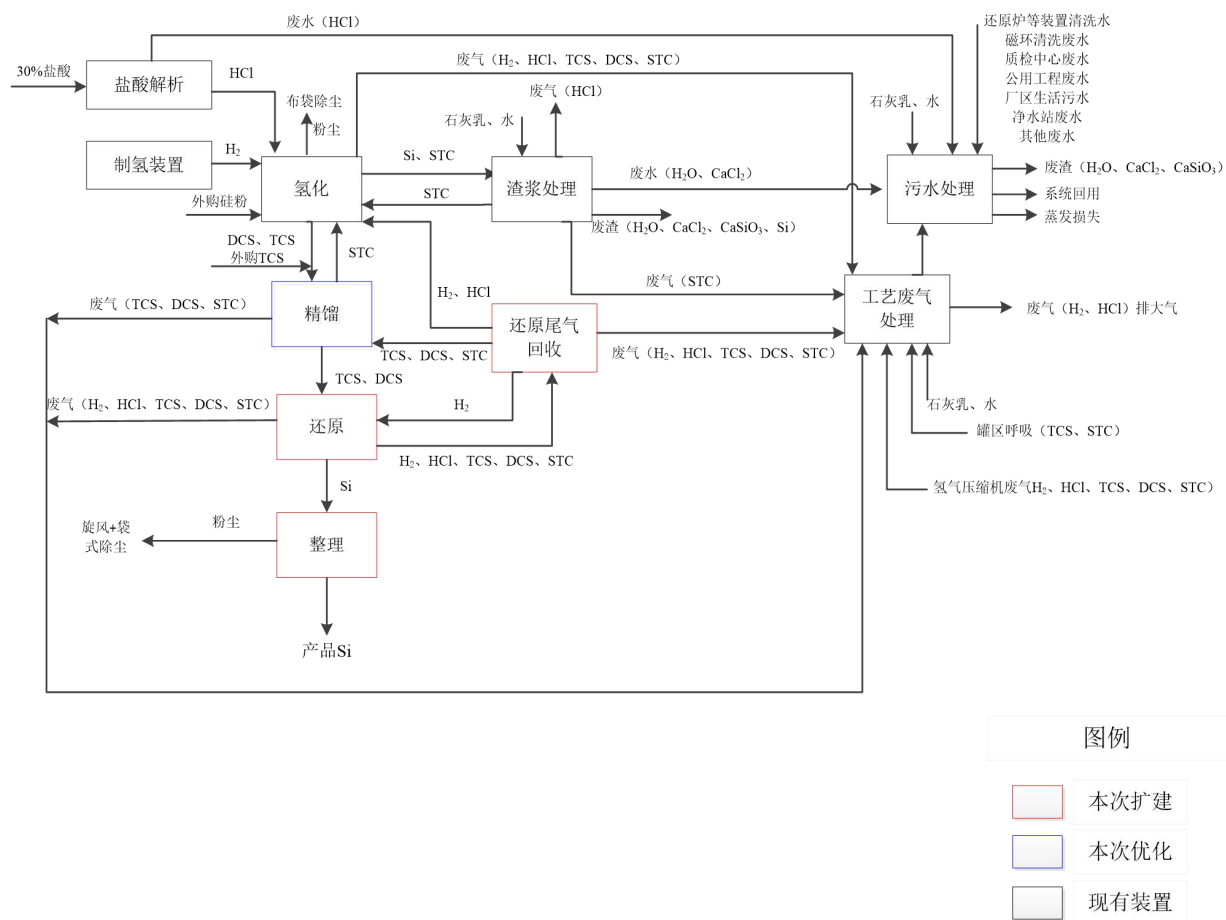 废水（HCl）
还原炉等装置清洗水
磁环清洗废水
质检中心废水
公用工程废水
厂区生活污水
净水站废水
其他废水
30%盐酸
盐酸解析
HCl
废气（H₂、HCl、TCS、DCS、STC）
布袋除尘
粉尘
废气（HCl）
石灰乳、水
石灰乳、水
制氢装置
H₂
氢化
Si、STC
STC
渣浆处理
废水（H₂O、CaCl₂）
污水处理
废渣（H₂O、CaCl₂、CaSiO₃）
系统回用
蒸发损失
外购硅粉
废渣（H₂O、CaCl₂、CaSiO₃、Si）
DCS、TCS
外购TCS
STC
H₂、HCl
废气（STC）
工艺废气
处理
废气（H₂、HCl）排大气
废气（TCS、DCS、STC）
精馏
还原尾气
回收
TCS、DCS、STC
废气（H₂、HCl、TCS、DCS、STC）
TCS、DCS
废气（H₂、HCl、TCS、DCS、STC）
还原
H₂
石灰乳、水
罐区呼吸（TCS、STC）
H₂、HCL、TCS、DCS、STC
Si
氢气压缩机废气H₂、HCL、TCS、DCS、STC）
旋风+袋
式除尘
粉尘
整理
产品Si
图例
本次扩建
本次优化
现有装置